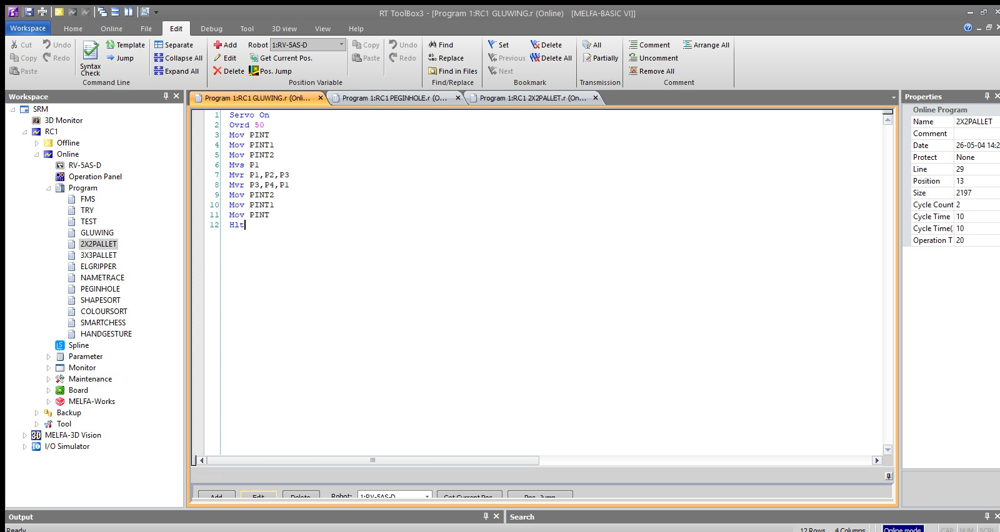 RT ToolBox3 - [Program 1:RC1 GLUWING.r (Online)   [MELFA-BASIC VI]]
Workspace Home Online File Edit Debug Tool 3D view View Help
Cut Undo Template Separate Add Robot 1:RV-5AS-D Copy Undo Find Set Delete All Comment Arrange All
Copy Redo Jump Collapse All Edit Get Current Pos. Paste Redo Replace Previous Delete All Partially Uncomment
Paste Syntax Check Expand All Delete Pos. Jump Find in Files Next Remove All
Command Line Position Variable Find/Replace Bookmark Transmission Comment
Workspace
SRM
3D Monitor
RC1
Offline
Online
RV-5AS-D
Operation Panel
Program
FMS
TRY
TEST
GLUWING
2X2PALLET
3X3PALLET
ELGRIPPER
NAMETRACE
PEGINHOLE
SHAPESORT
COLOURSORT
SMARTCHESS
HANDGESTURE
Spline
Parameter
Monitor
Maintenance
Board
MELFA-Works
Backup
Tool
MELFA-3D Vision
I/O Simulator
Program 1:RC1 GLUWING.r (Onli... Program 1:RC1 PEGINHOLE.r (O... Program 1:RC1 2X2PALLET.r (On...
1 Servo On
2 Ovrd 50
3 Mov PINT
4 Mov PINT1
5 Mov PINT2
6 Mvs P1
7 Mvr P1,P2,P3
8 Mvr P3,P4,P1
9 Mov PINT2
10 Mov PINT1
11 Mov PINT
12 Hlt
Add Edit Delete Robot: 1:RV-5AS-D Get Current Pos. Pos. Jump
Properties
Online Program
Name 2X2PALLET
Comment
Date 26-05-04 14:2
Protect None
Line 29
Position 13
Size 2197
Cycle Count 2
Cycle Time 10
Cycle Time(. 10
Operation T 20
Output Search
Ready 12 Rows 4 Columns Online mode CAP NUM SCRL